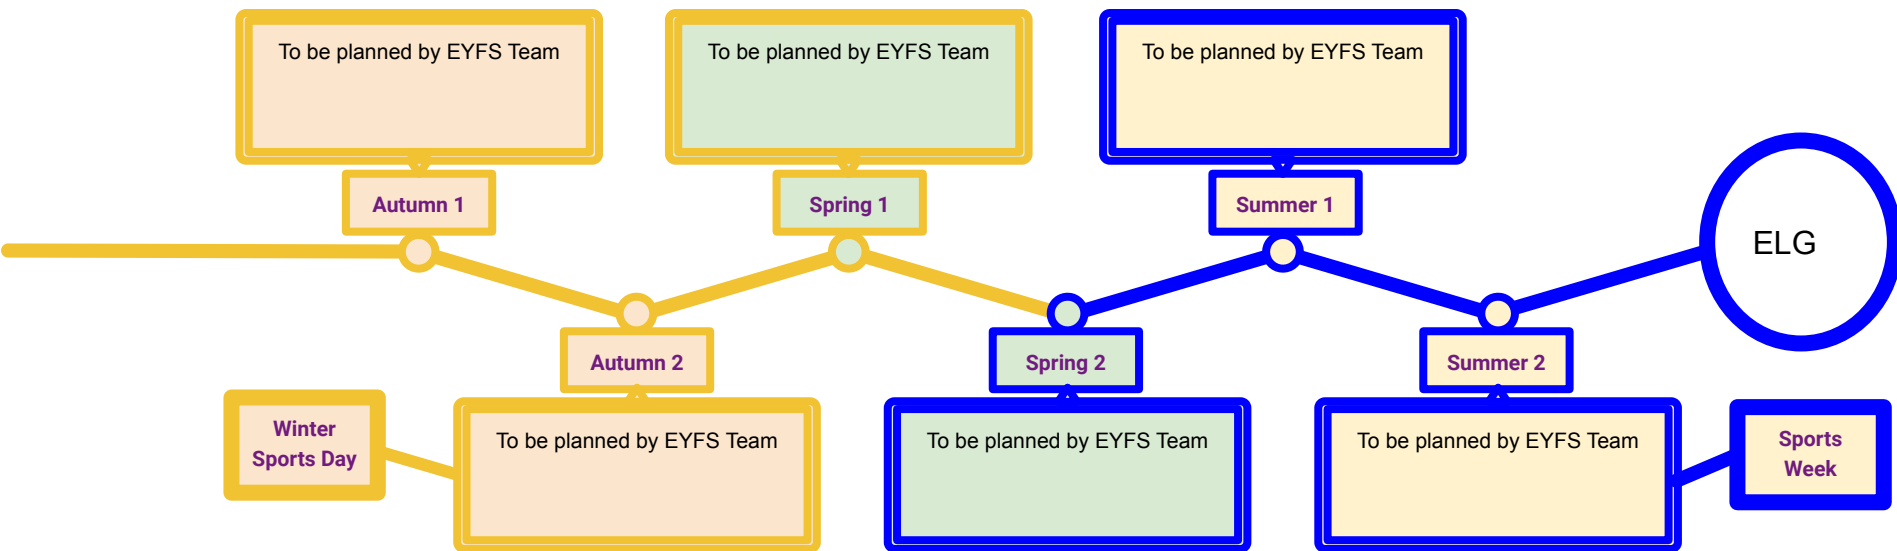 To be planned by EYFS Team
To be planned by EYFS Team
To be planned by EYFS Team
Autumn 1
Spring 1
Summer 1
ELG
Autumn 2
Spring 2
Summer 2
Winter
Sports Day
To be planned by EYFS Team
To be planned by EYFS Team
To be planned by EYFS Team
Sports
Week